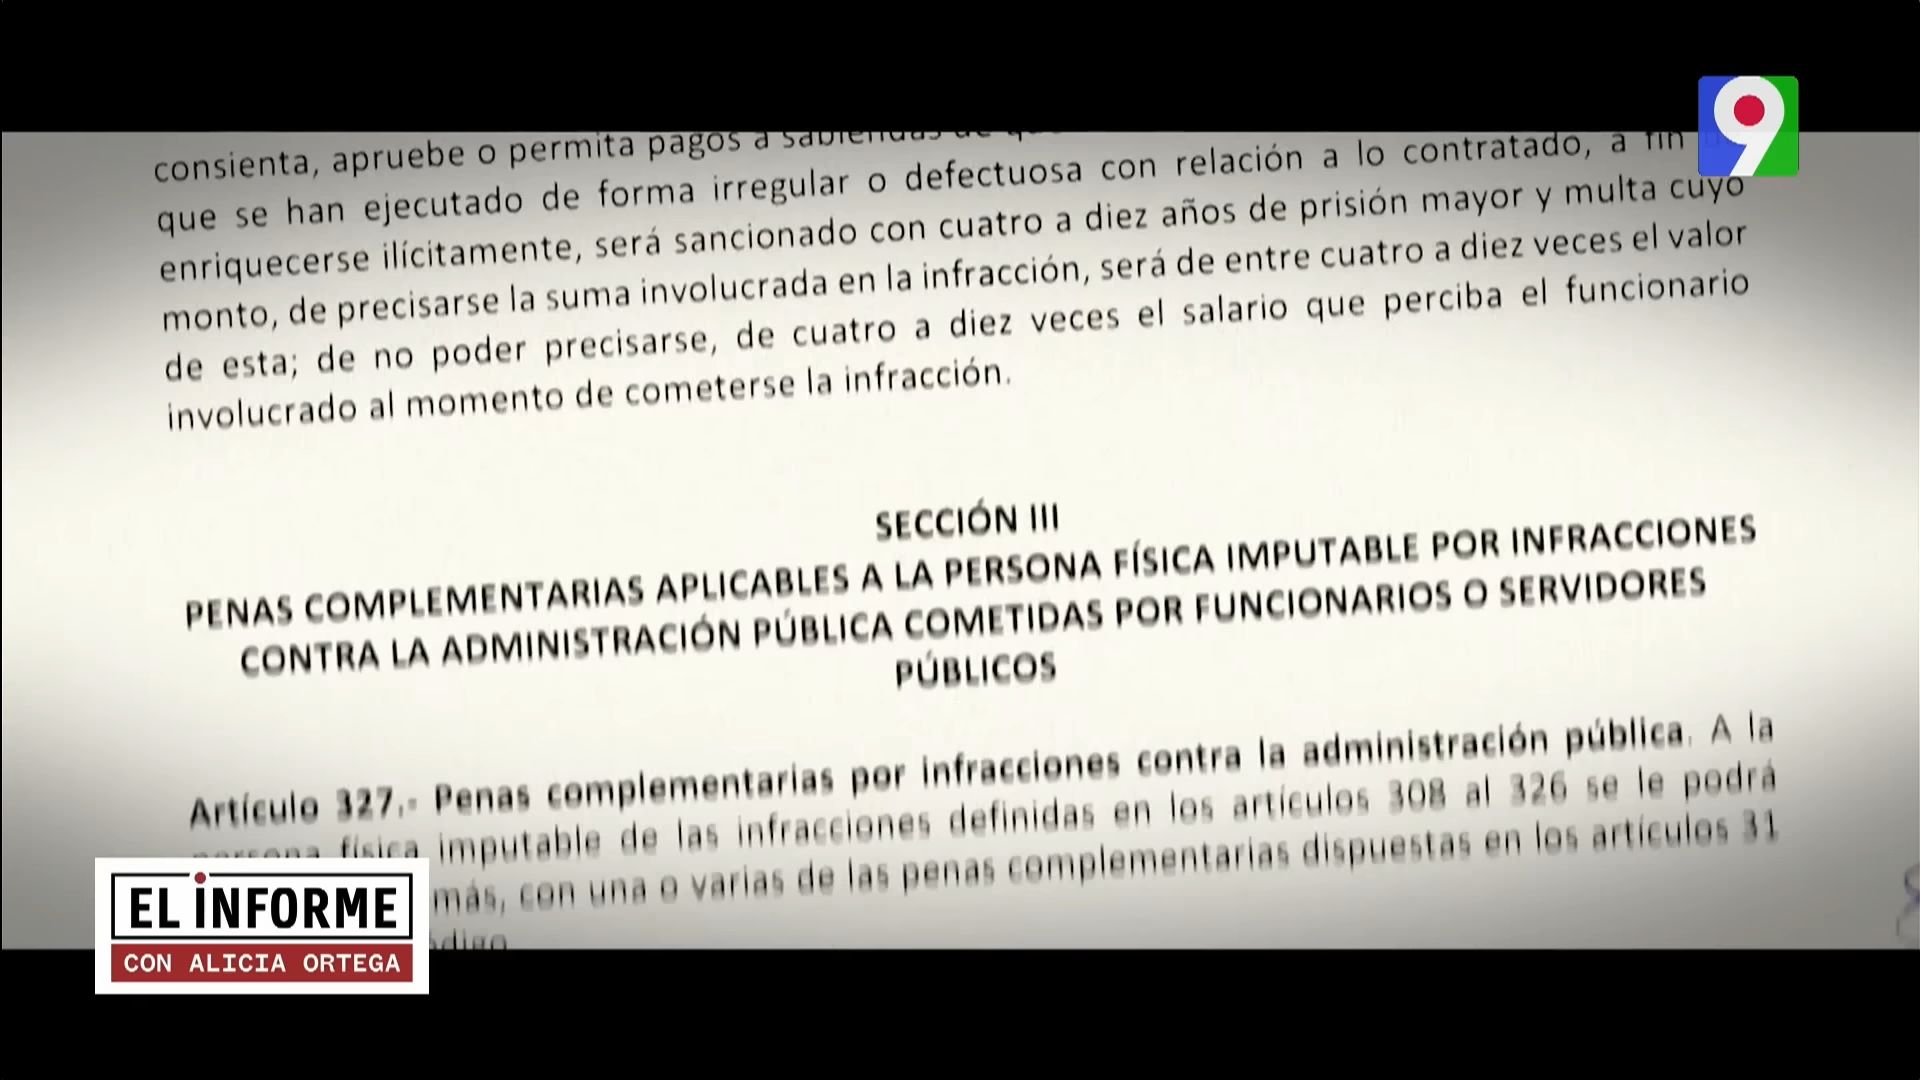 consienta, apruebe o permita pagos a sabiendas de
que se han ejecutado de forma irregular o defectuosa con relación a lo contratado, a fin
enriquecerse ilícitamente, será sancionado con cuatro a diez años de prisión mayor y multa cuyo
monto, de precisarse la suma involucrada en la infracción, será de entre cuatro a diez veces el valor
de esta; de no poder precisarse, de cuatro a diez veces el salario que perciba el funcionario
involucrado al momento de cometerse la infracción.
SECCIÓN III
PENAS COMPLEMENTARIAS APLICABLES A LA PERSONA FÍSICA IMPUTABLE POR INFRACCIONES
CONTRA LA ADMINISTRACIÓN PÚBLICA COMETIDAS POR FUNCIONARIOS O SERVIDORES
PÚBLICOS
Artículo 327.- Penas complementarias por infracciones contra la administración pública. A la
persona física imputable de las infracciones definidas en los artículos 308 al 326 se le podrá
más, con una o varias de las penas complementarias dispuestas en los artículos 31
9
EL INFORME
CON ALICIA ORTEGA